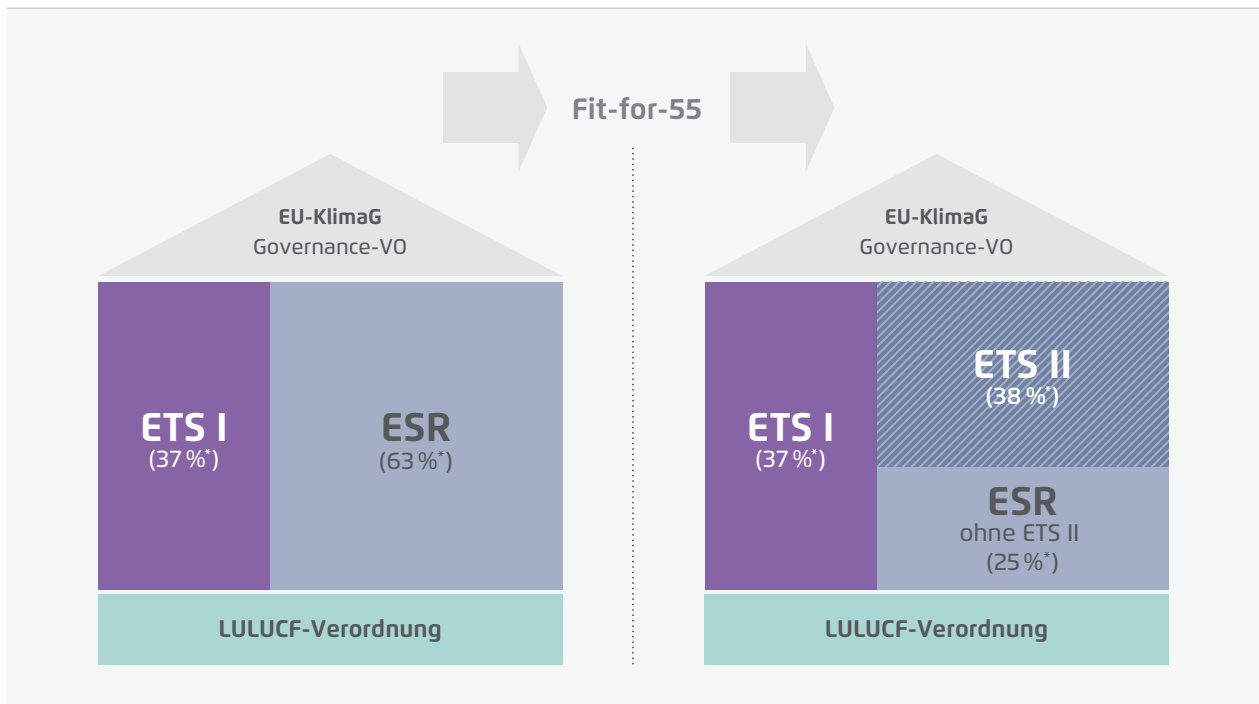 Fit-for-55
EU-KlimaG
Governance-VO
ETS I
(37 %*)
ESR
(63 %*)
LULUCF-Verordnung
EU-KlimaG
Governance-VO
ETS I
(37 %*)
ETS II
(38 %*)
ESR
ohne ETS II
(25 %*)
LULUCF-Verordnung